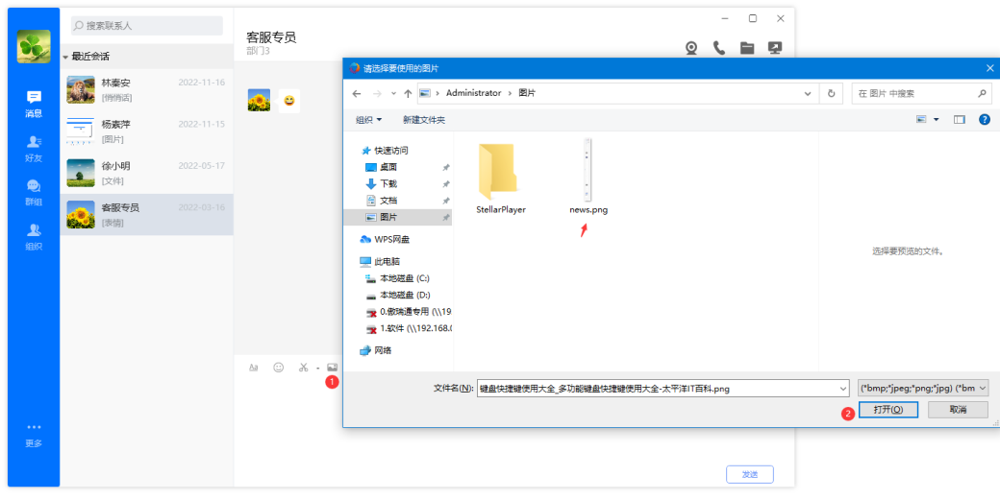 搜索联系人
最近会话
林秦安 2022-11-16
[悄悄话]
杨紫萍 2022-11-15
[图片]
徐小明 2022-05-17
[文件]
客服专员 2022-03-16
[表情]
消息
好友
群组
组织
更多
客服专员
部门3
Aa
1
发送
请选择要使用的图片
Administrator › 图片
在 图片 中搜索
组织 新建文件夹
快速访问
桌面
下载
文档
图片
WPS网盘
此电脑
本地磁盘 (C:)
本地磁盘 (D:)
0.傲瑞通专用 (\\19
1.软件 (\\192.168.0
网络
StellarPlayer
news.png
选择要预览的文件。
文件名(N): 键盘快捷键使用大全_多功能键盘快捷键使用大全-太平洋IT百科.png (*bmp;*jpeg;*png;*jpg) (*bm
2 打开(O) 取消